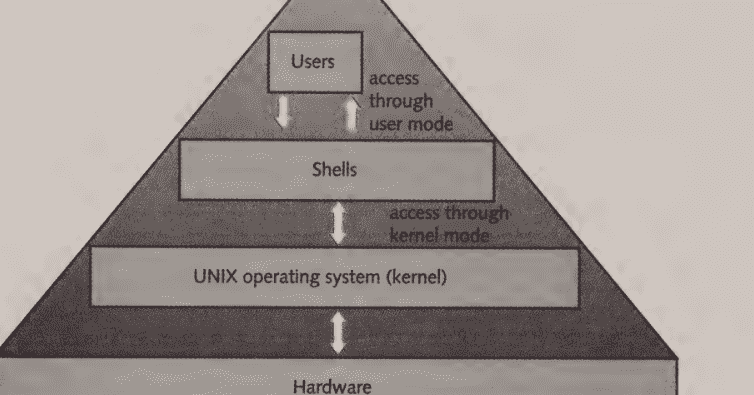 Users
access
through
user mode
Shells
access through
kernel mode
UNIX operating system (kernel)
Hardware